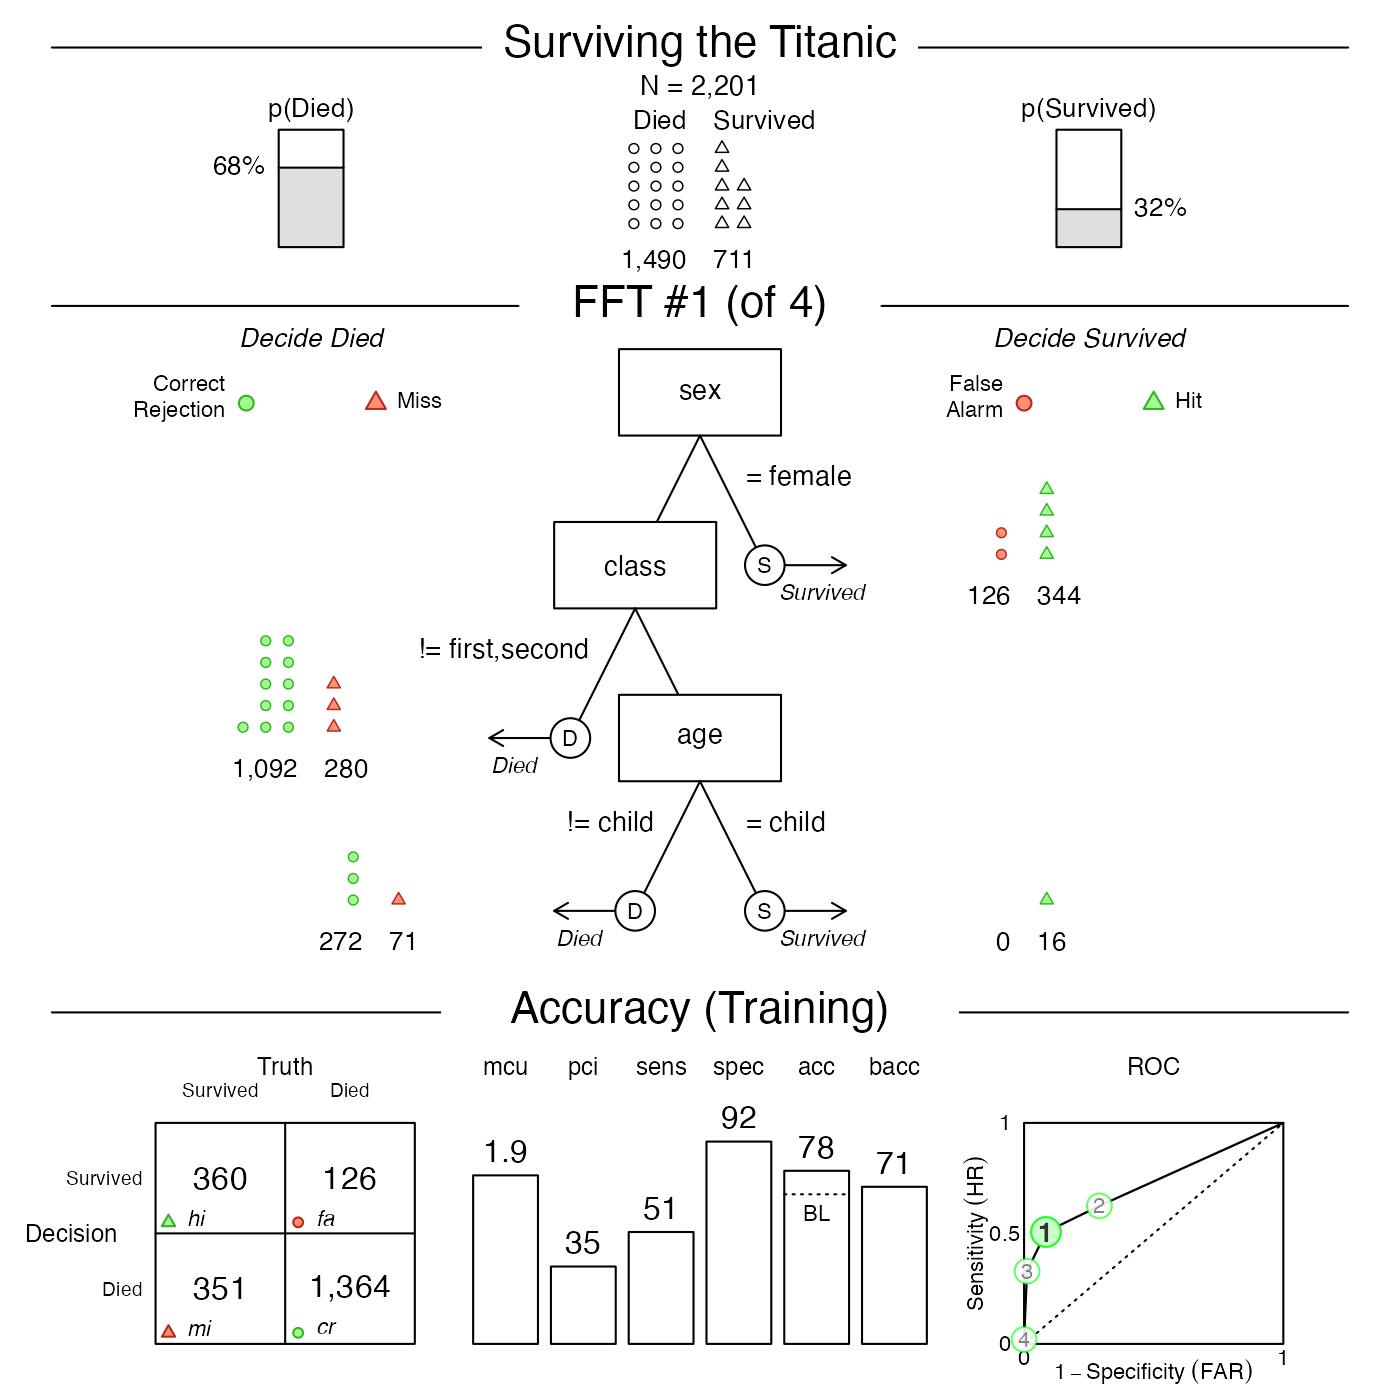 Surviving the Titanic
N = 2,201
p(Died)
Died Survived
p(Survived)
68%
32%
1,490 711
FFT #1 (of 4)
Decide Died
Decide Survived
Correct
Rejection
Miss
False
Alarm
Hit
sex
= female
S
Survived
126 344
class
!= first,second
D
Died
1,092 280
age
!= child
= child
D
Died
S
Survived
272 71
0 16
Accuracy (Training)
Truth
Survived Died
Decision
Survived
360
hi
126
fa
Died
351
mi
1,364
cr
mcu pci sens spec acc bacc
1.9
35
51
92
78
71
BL
ROC
1
0.5
0
Sensitivity (HR)
1
2
3
4
0 1
1 – Specificity (FAR)